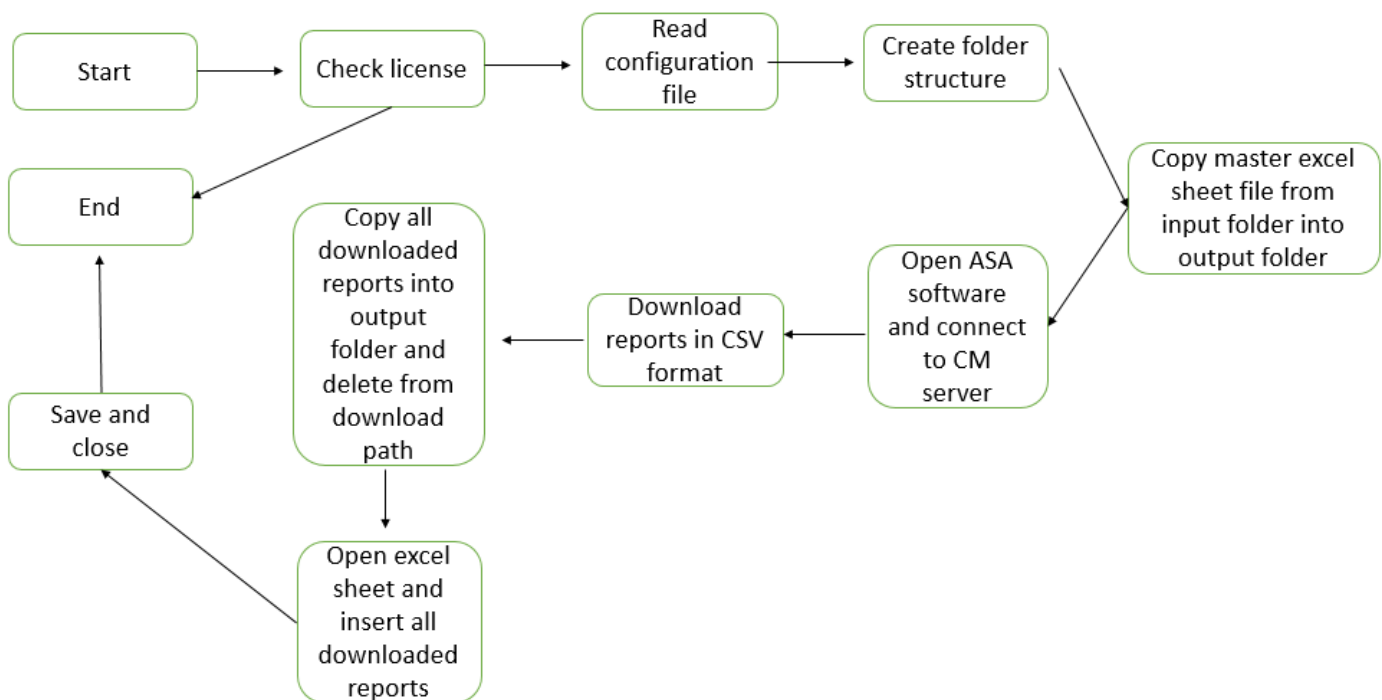 Start
Check license
Read
configuration
file
Create folder
structure
Copy master excel
sheet file from
input folder into
output folder
Open ASA
software
and connect
to CM
server
Download
reports in CSV
format
Copy all
downloaded
reports into
output
folder and
delete from
download
path
Open excel
sheet and
insert all
downloaded
reports
Save and
close
End